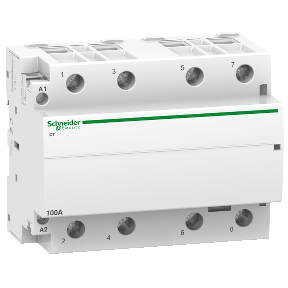 1 3 5 7
A1
Schneider
Electric
CT
100A
A2
2 4 6 8